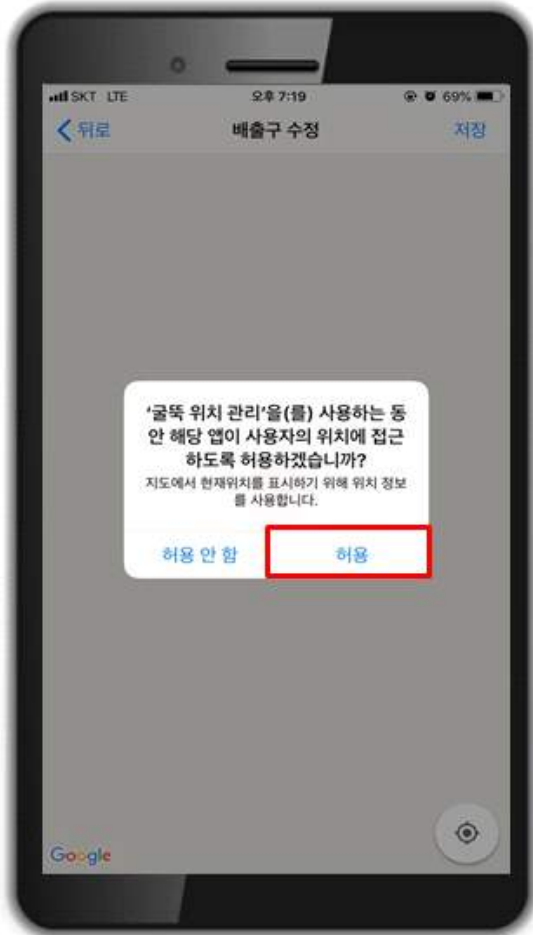 SKT LTE 오후 7:19 69%
뒤로 배출구 수정 저장
'굴뚝 위치 관리'을(를) 사용하는 동
안 해당 앱이 사용자의 위치에 접근
하도록 허용하겠습니까?
지도에서 현재위치를 표시하기 위해 위치 정보
를 사용합니다.
허용 안 함 허용
Google